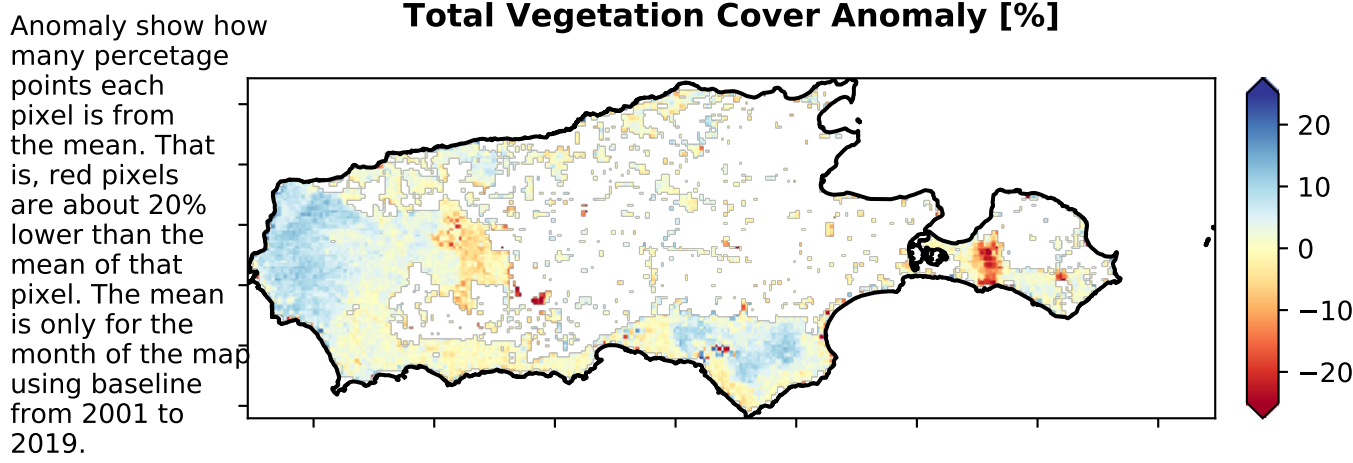 Total Vegetation Cover Anomaly [%]
Anomaly show how
many percetage
points each
pixel is from
the mean. That
is, red pixels
are about 20%
lower than the
mean of that
pixel. The mean
is only for the
month of the map
using baseline
from 2001 to
2019.
20
10
0
−10
−20